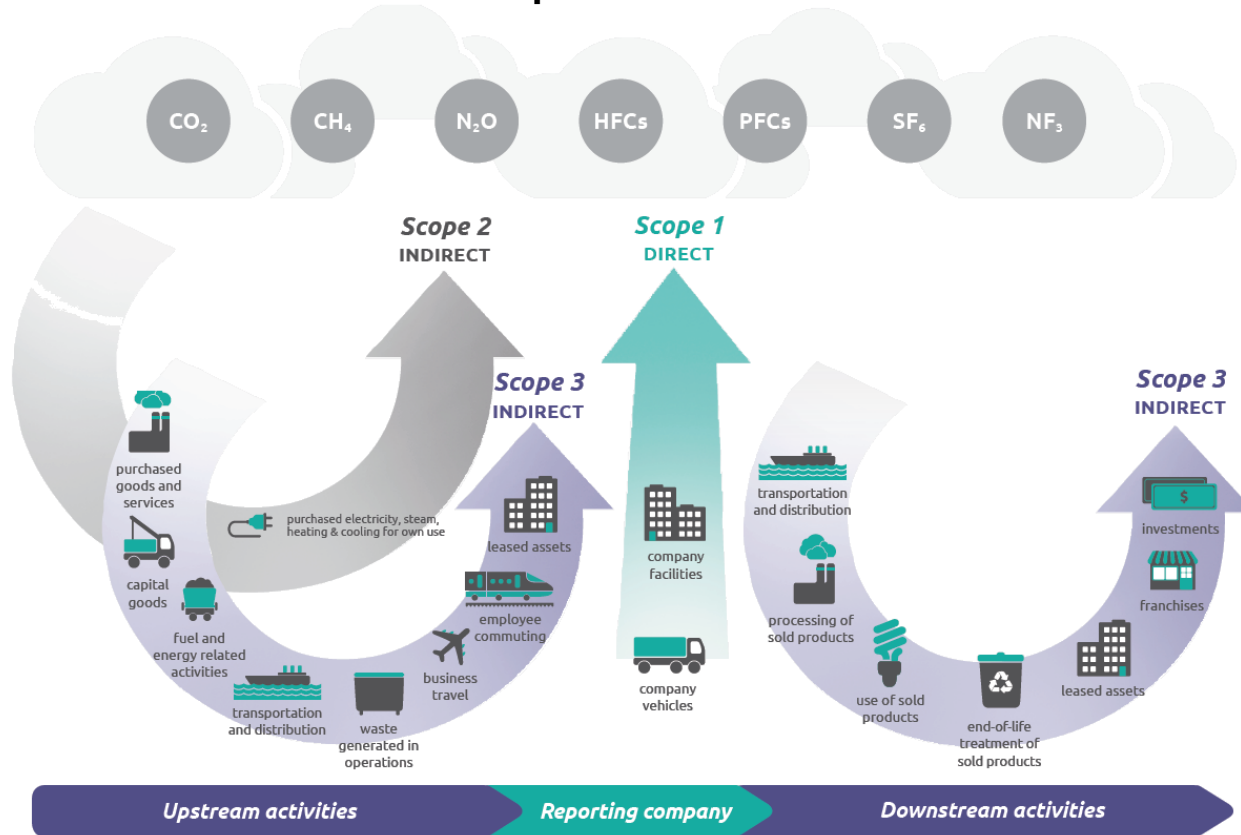 CO₂ CH₄ N₂O HFCs PFCs SF₆ NF₃
Scope 2
INDIRECT
Scope 1
DIRECT
Scope 3
INDIRECT
Scope 3
INDIRECT
purchased
goods and
services
capital
goods
fuel and
energy related
activities
transportation
and distribution
waste
generated in
operations
business
travel
employee
commuting
leased assets
purchased electricity, steam,
heating & cooling for own use
company
facilities
company
vehicles
transportation
and distribution
processing of
sold products
use of sold
products
end-of-life
treatment of
sold products
leased assets
franchises
$
investments
Upstream activities
Reporting company
Downstream activities